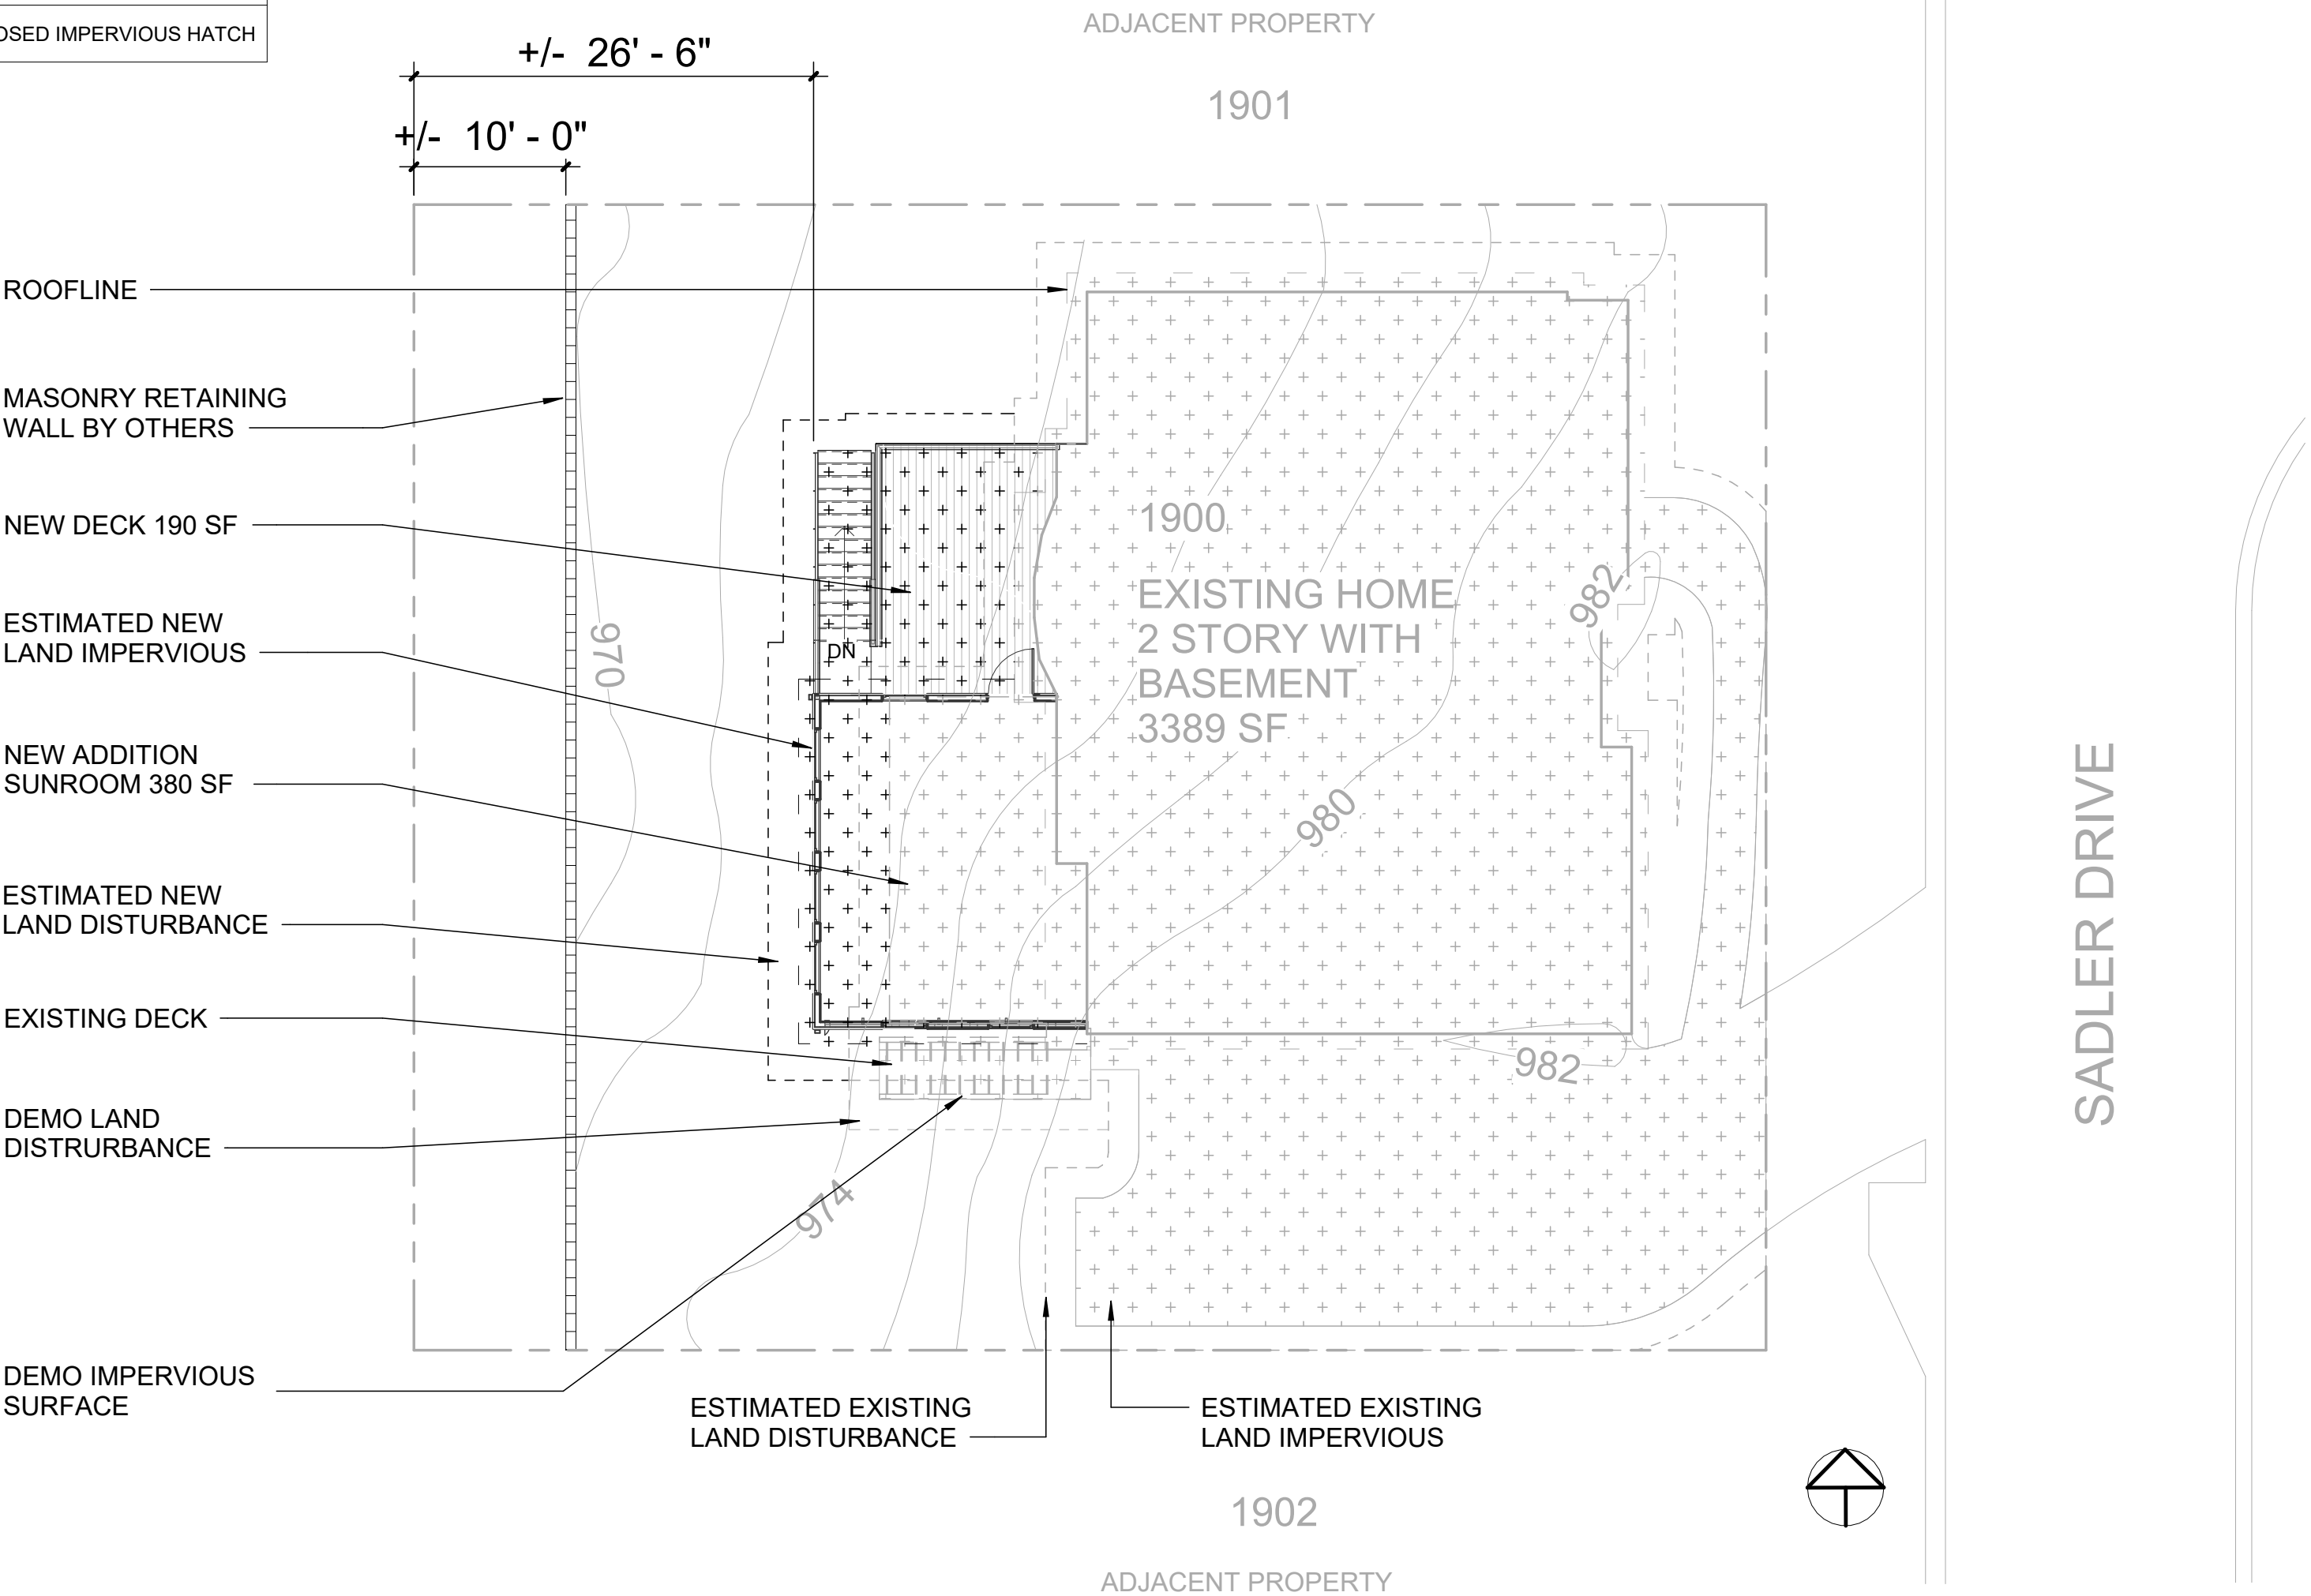 IMPERVIOUS HATCH
ADJACENT PROPERTY
1901
+/- 26' - 6"
+/- 10' - 0"
ROOFLINE
MASONRY RETAINING
WALL BY OTHERS
NEW DECK 190 SF
ESTIMATED NEW
LAND IMPERVIOUS
NEW ADDITION
SUNROOM 380 SF
ESTIMATED NEW
LAND DISTURBANCE
EXISTING DECK
DEMO LAND
DISTRURBANCE
DEMO IMPERVIOUS
SURFACE
970
DN
1900
EXISTING HOME
2 STORY WITH
BASEMENT
3389 SF
982
980
982
974
SADLER DRIVE
ESTIMATED EXISTING
LAND DISTURBANCE
ESTIMATED EXISTING
LAND IMPERVIOUS
1902
ADJACENT PROPERTY